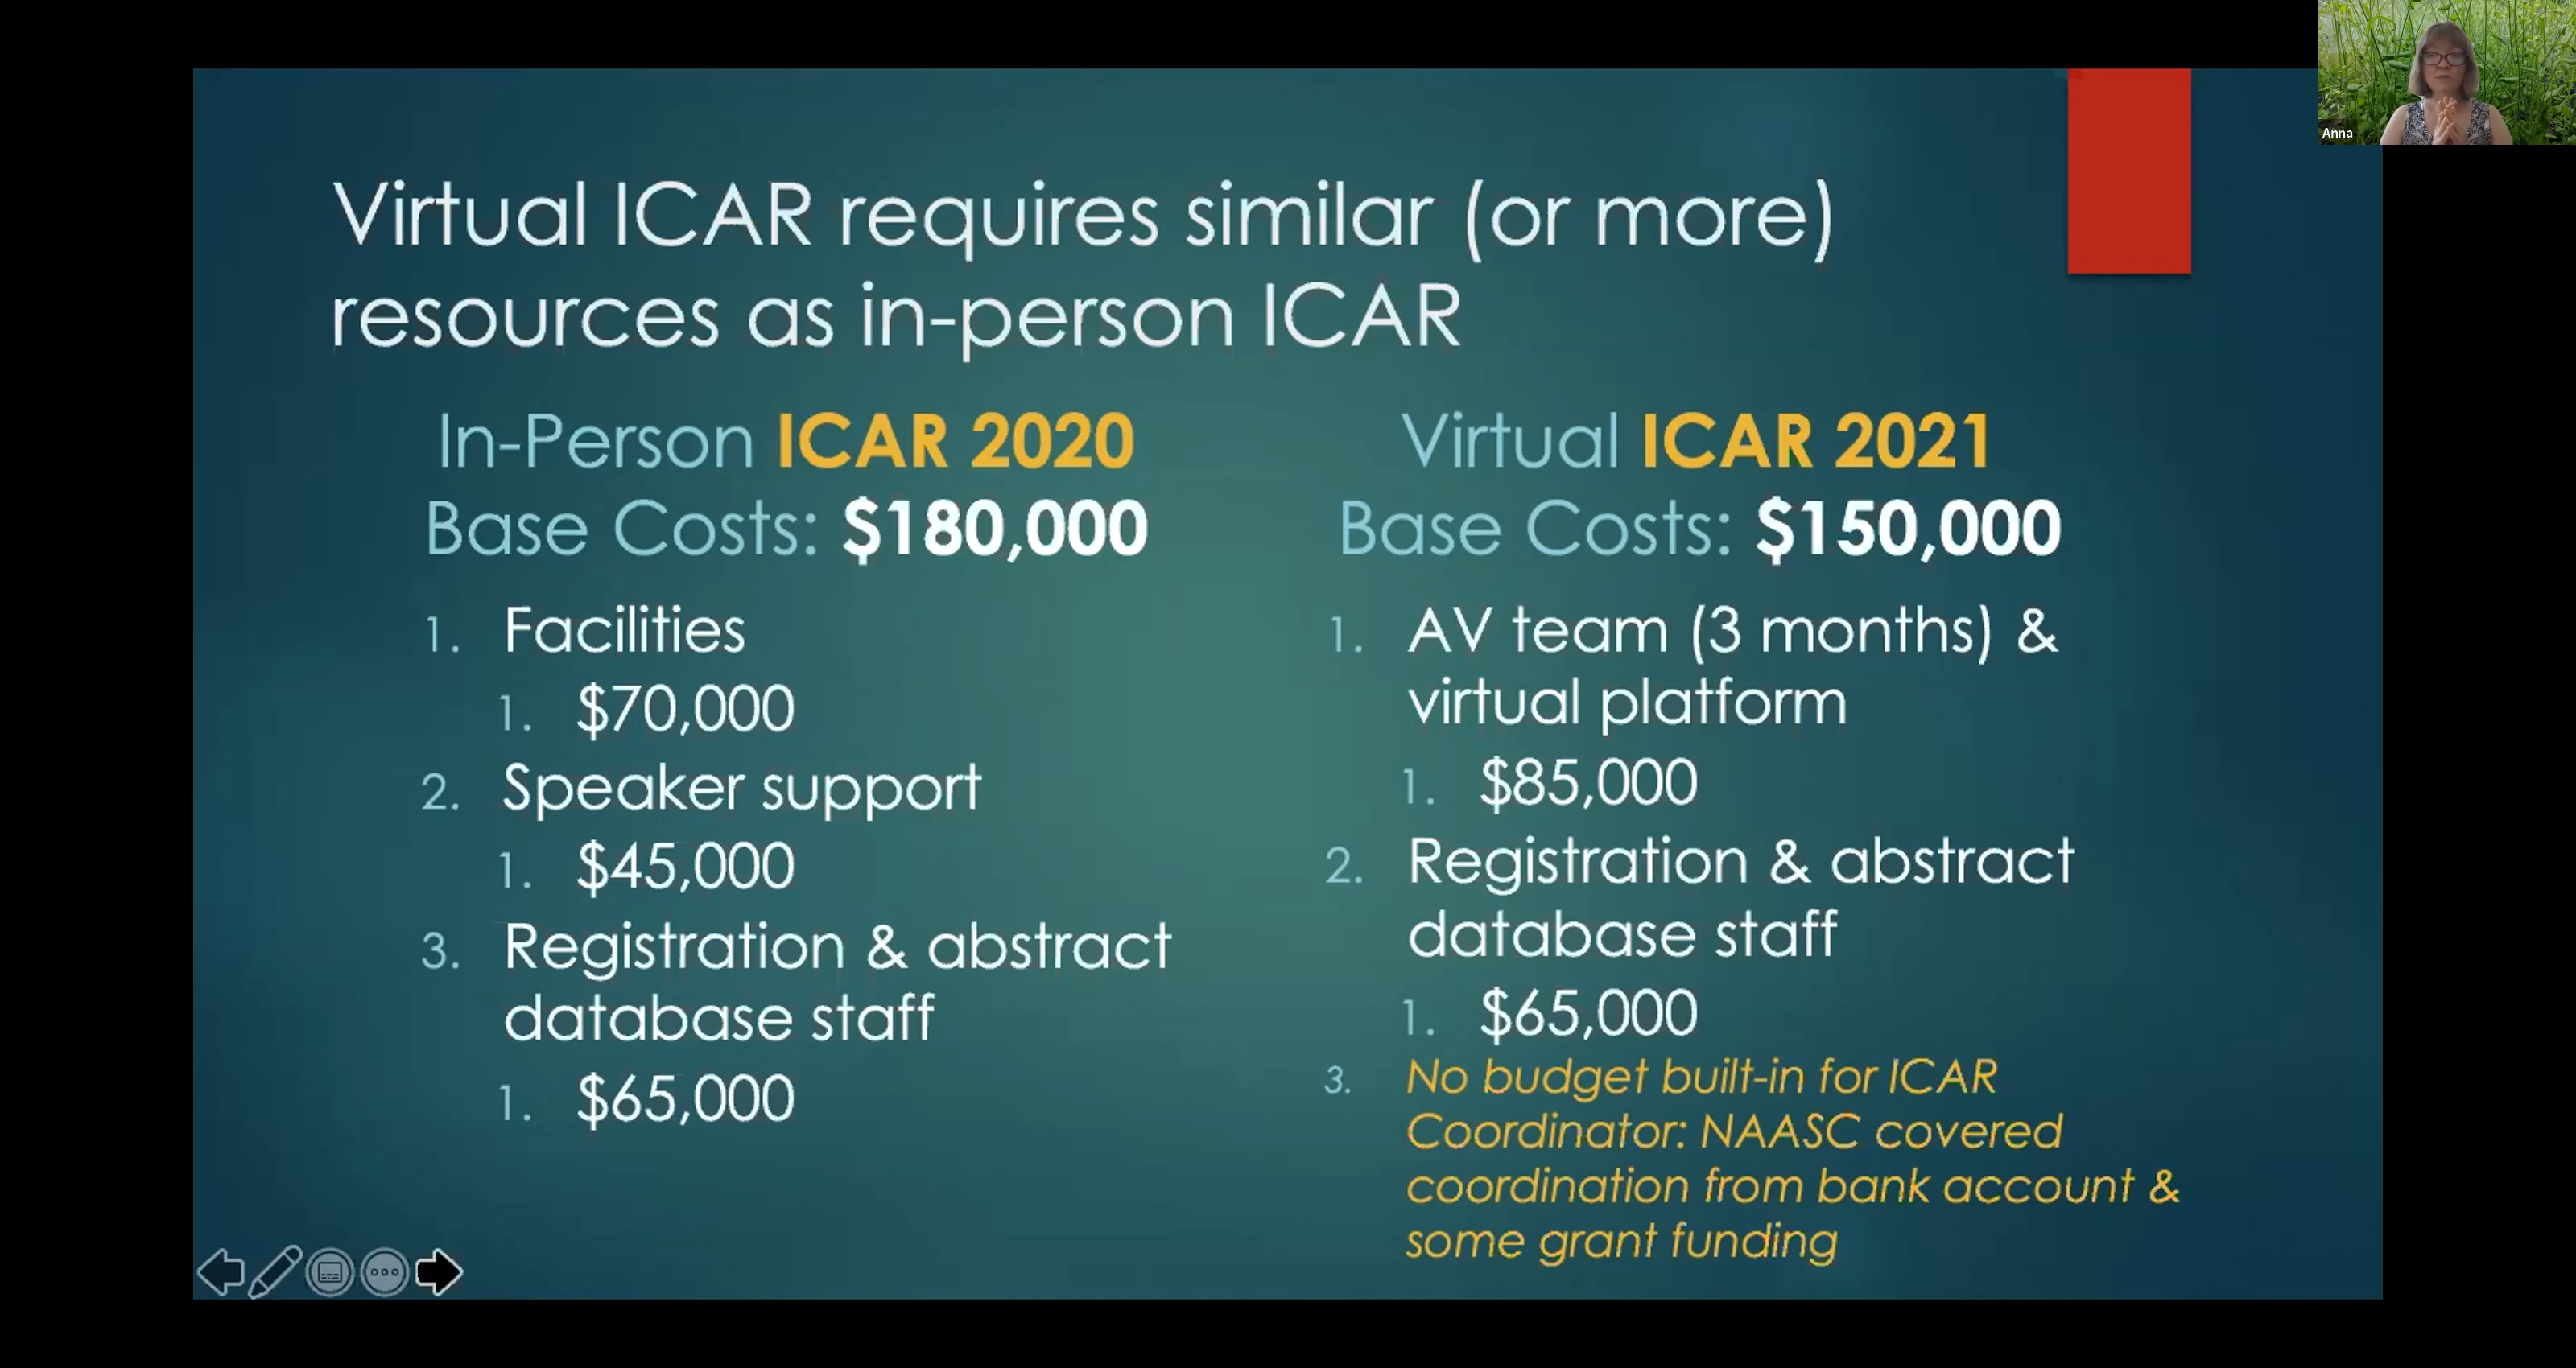 Anna
Virtual ICAR requires similar (or more)
resources as in-person ICAR
In-Person ICAR 2020
Base Costs: $180,000
1. Facilities
1. $70,000
2. Speaker support
1. $45,000
3. Registration & abstract
database staff
1. $65,000
Virtual ICAR 2021
Base Costs: $150,000
1. AV team (3 months) &
virtual platform
1. $85,000
2. Registration & abstract
database staff
1. $65,000
3. No budget built-in for ICAR
Coordinator: NAASC covered
coordination from bank account &
some grant funding